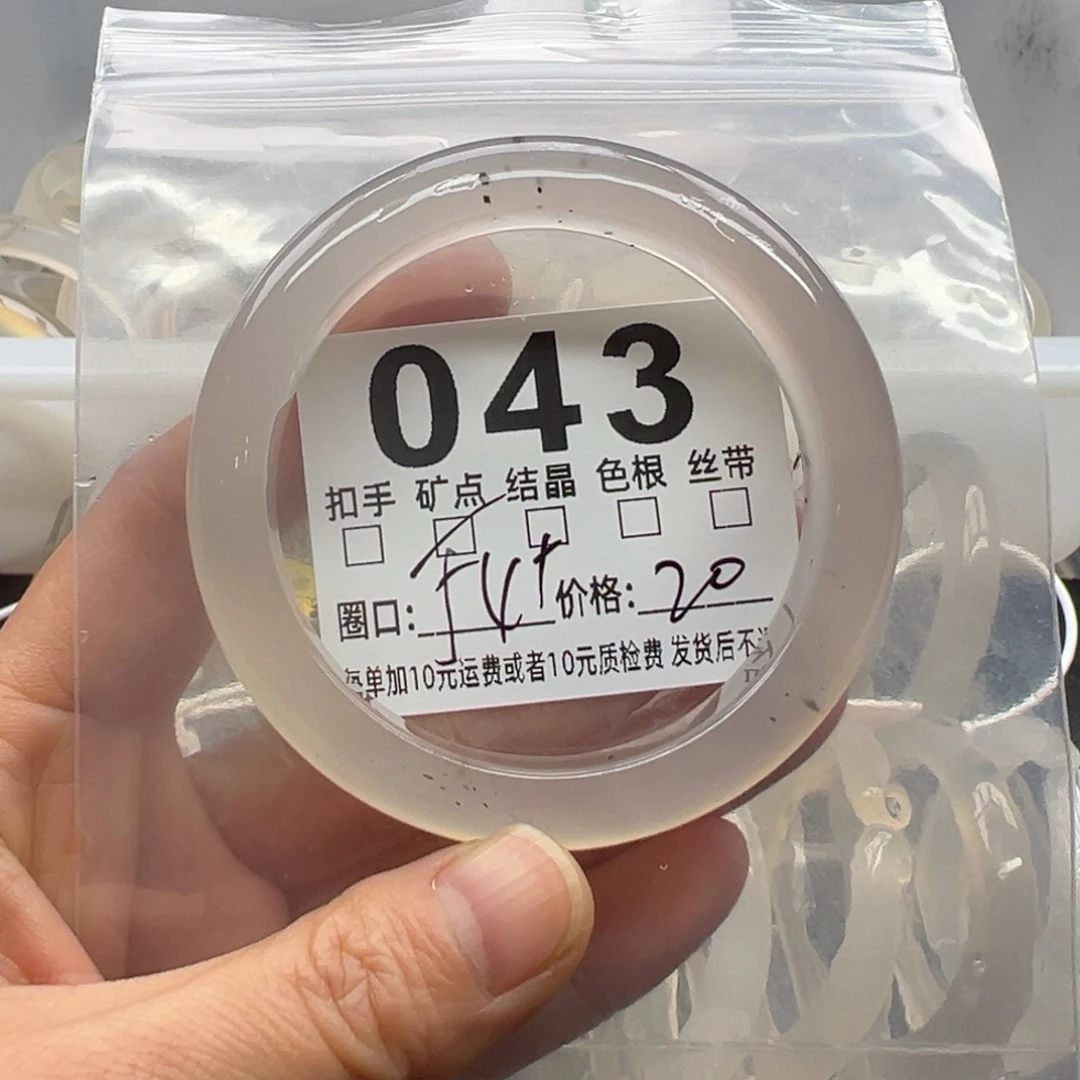 043
扣手 矿点 结晶 色根 丝带
圈口: 价格: 20
每单加10元运费或者10元质检费 发货后不